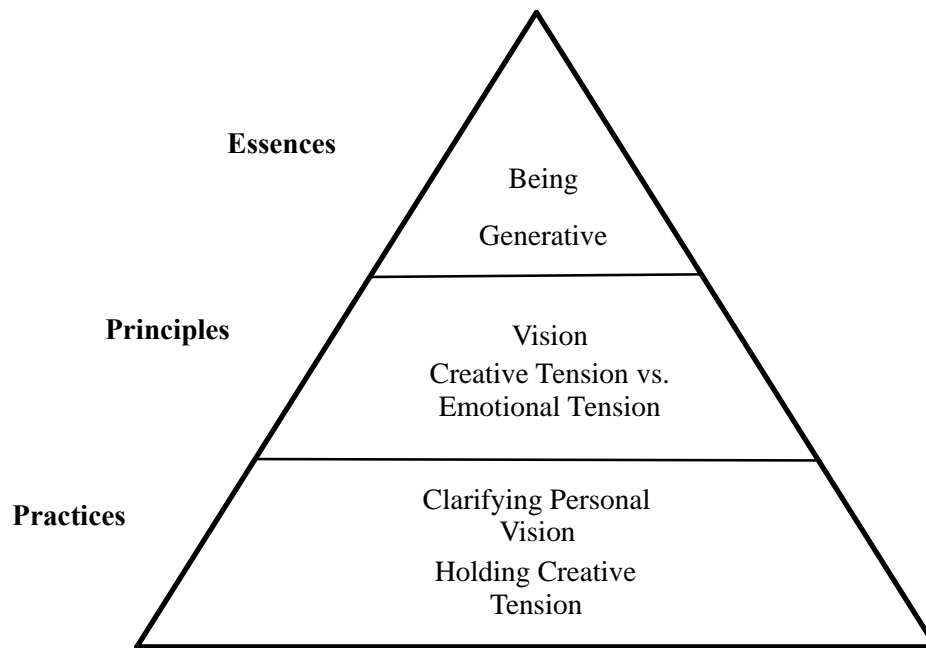 Essences
Being
Generative
Principles
Vision
Creative Tension vs.
Emotional Tension
Practices
Clarifying Personal
Vision
Holding Creative
Tension